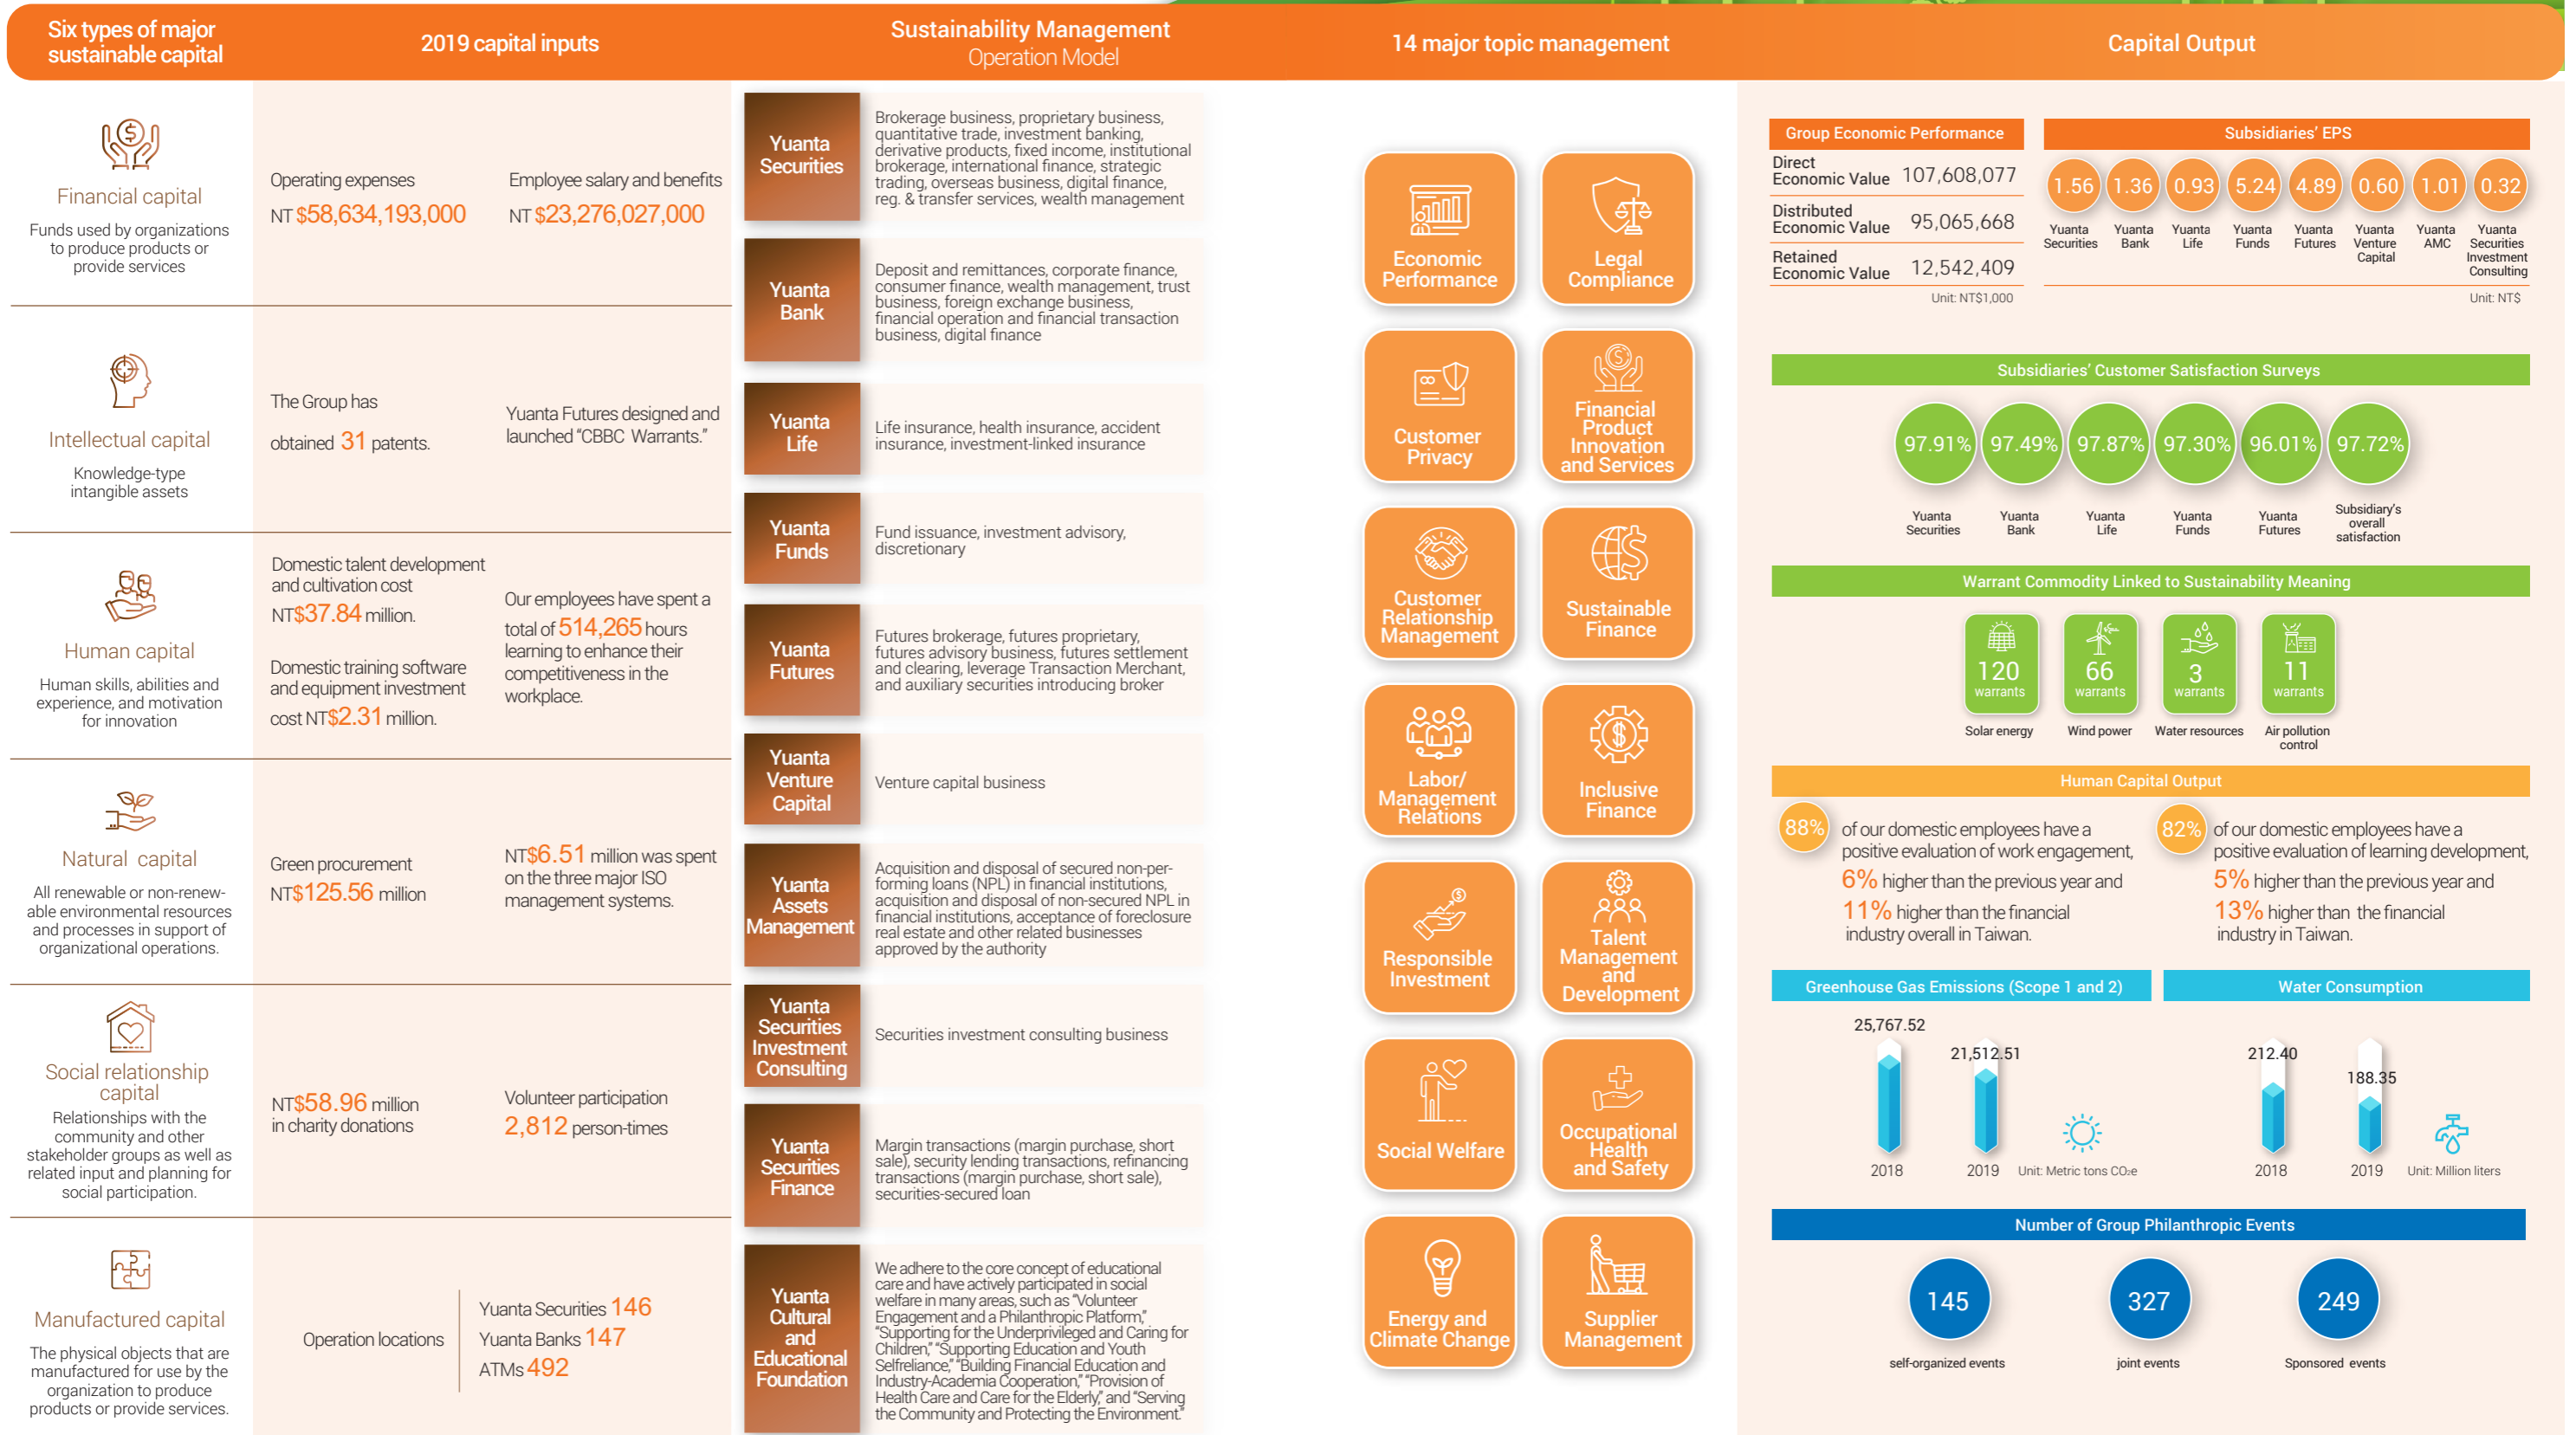 Six types of major
sustainable capital
2019 capital inputs
Sustainability Management
Operation Model
14 major topic management
Capital Output
Financial capital
Funds used by organizations
to produce products or
provide services
Operating expenses
NT $58,634,193,000
Employee salary and benefits
NT $23,276,027,000
Intellectual capital
Knowledge-type
intangible assets
The Group has
obtained 31 patents.
Yuanta Futures designed and
launched “CBBC Warrants.”
Human capital
Human skills, abilities and
experience, and motivation
for innovation
Domestic talent development
and cultivation cost
NT$37.84 million.
Domestic training software
and equipment investment
cost NT$2.31 million.
Our employees have spent a
total of 514,265 hours
learning to enhance their
competitiveness in the
workplace.
Natural capital
All renewable or non-renew-
able environmental resources
and processes in support of
organizational operations.
Green procurement
NT$125.56 million
NT$6.51 million was spent
on the three major ISO
management systems.
Social relationship
capital
Relationships with the
community and other
stakeholder groups as well as
related input and planning for
social participation.
NT$58.96 million
in charity donations
Volunteer participation
2,812 person-times
Manufactured capital
The physical objects that are
manufactured for use by the
organization to produce
products or provide services.
Operation locations
Yuanta Securities 146
Yuanta Banks 147
ATMs 492
Yuanta
Securities
Brokerage business, proprietary business,
quantitative trade, investment banking,
derivative products, fixed income, institutional
brokerage, international finance, strategic
trading, overseas business, digital finance,
reg. & transfer services, wealth management
Yuanta
Bank
Deposit and remittances, corporate finance,
consumer finance, wealth management, trust
business, foreign exchange business,
financial operation and financial transaction
business, digital finance
Yuanta
Life
Life insurance, health insurance, accident
insurance, investment-linked insurance
Yuanta
Funds
Fund issuance, investment advisory,
discretionary
Yuanta
Futures
Futures brokerage, futures proprietary,
futures advisory business, futures settlement
and clearing, leverage Transaction Merchant,
and auxiliary securities introducing broker
Yuanta
Venture
Capital
Venture capital business
Yuanta
Assets
Management
Acquisition and disposal of secured non-per-
forming loans (NPL) in financial institutions,
acquisition and disposal of non-secured NPL in
financial institutions, acceptance of foreclosure
real estate and other related businesses
approved by the authority
Yuanta
Securities
Investment
Consulting
Securities investment consulting business
Yuanta
Securities
Finance
Margin transactions (margin purchase, short
sale), security lending transactions, refinancing
transactions (margin purchase, short sale),
securities-secured loan
Yuanta
Cultural
and
Educational
Foundation
We adhere to the core concept of educational
care and have actively participated in social
welfare in many areas, such as “Volunteer
Engagement and a Philanthropic Platform,”
“Supporting for the Underprivileged and Caring for
Children,” “Supporting Education and Youth
Selfreliance,” “Building Financial Education and
Industry-Academia Cooperation,” “Provision of
Health Care and Care for the Elderly,” and “Serving
the Community and Protecting the Environment.”
Economic
Performance
Legal
Compliance
Customer
Privacy
Financial
Product
Innovation
and Services
Customer
Relationship
Management
Sustainable
Finance
Labor/
Management
Relations
Inclusive
Finance
Responsible
Investment
Talent
Management
and
Development
Social Welfare
Occupational
Health
and Safety
Energy and
Climate Change
Supplier
Management
Group Economic Performance
Direct
Economic Value 107,608,077
Distributed
Economic Value 95,065,668
Retained
Economic Value 12,542,409
Unit: NT$1,000
Subsidiaries’ EPS
1.56 1.36 0.93 5.24 4.89 0.60 1.01 0.32
Yuanta
Securities
Yuanta
Bank
Yuanta
Life
Yuanta
Funds
Yuanta
Futures
Yuanta
Venture
Capital
Yuanta
AMC
Yuanta
Securities
Investment
Consulting
Unit: NT$
Subsidiaries’ Customer Satisfaction Surveys
97.91% 97.49% 97.87% 97.30% 96.01% 97.72%
Yuanta
Securities
Yuanta
Bank
Yuanta
Life
Yuanta
Funds
Yuanta
Futures
Subsidiary’s
overall
satisfaction
Warrant Commodity Linked to Sustainability Meaning
120
warrants
Solar energy
66
warrants
Wind power
3
warrants
Water resources
11
warrants
Air pollution
control
Human Capital Output
88% of our domestic employees have a
positive evaluation of work engagement,
6% higher than the previous year and
11% higher than the financial
industry overall in Taiwan.
82% of our domestic employees have a
positive evaluation of learning development,
5% higher than the previous year and
13% higher than the financial
industry in Taiwan.
Greenhouse Gas Emissions (Scope 1 and 2)
25,767.52
21,512.51
2018
2019
Unit: Metric tons CO₂e
Water Consumption
212.40
188.35
2018
2019
Unit: Million liters
Number of Group Philanthropic Events
145
self-organized events
327
joint events
249
Sponsored events